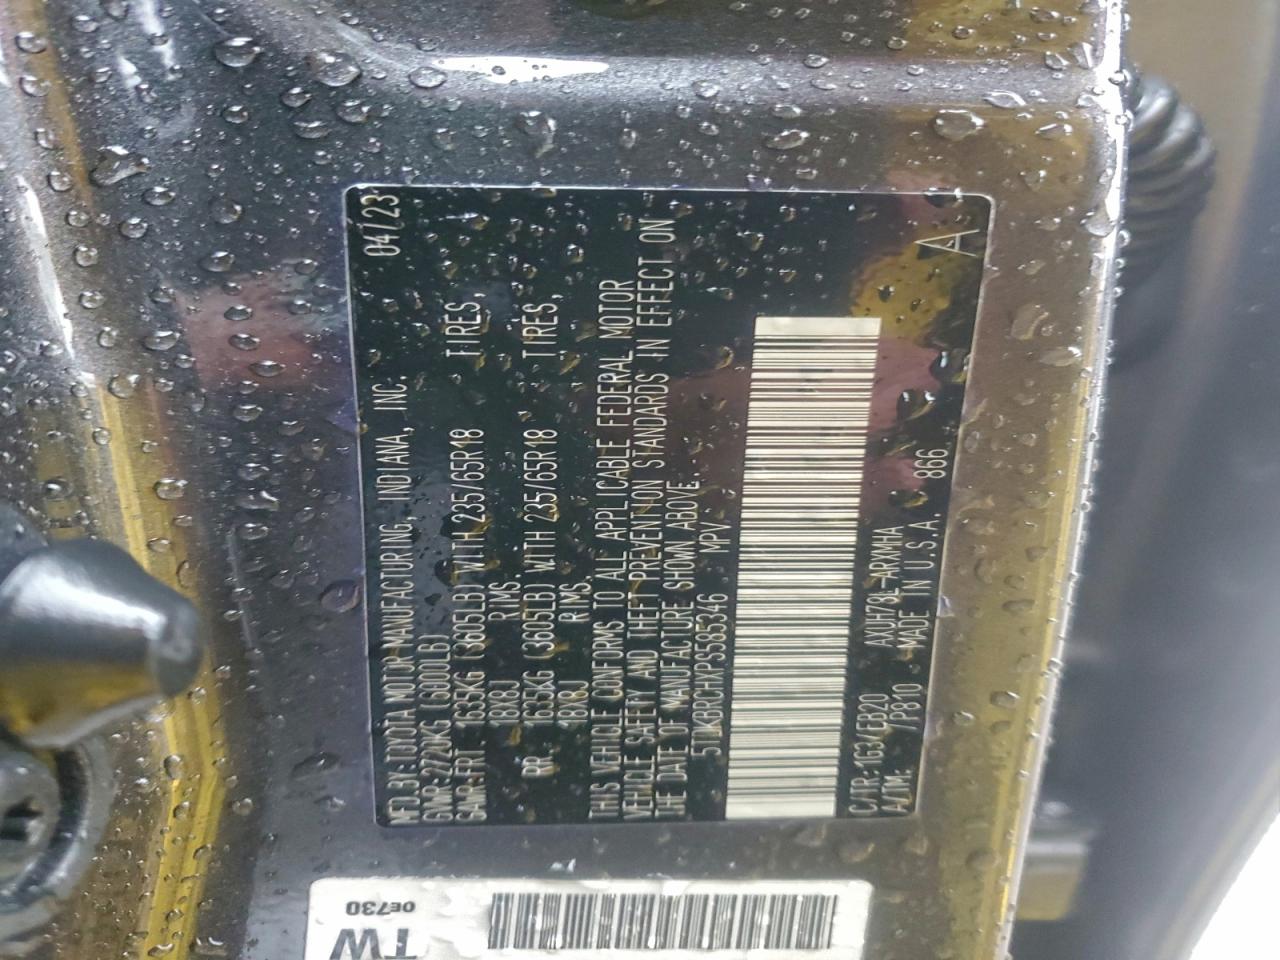 MFD.BY:TOYOTA MOTOR MANUFACTURING, INDIANA, INC. 04/23
GVWR:2720KG (6000LB)
GAWR:FRT. 1635KG (3605LB) WITH 235/65R18 TIRES,
18X8J RIMS.
RR. 1635KG (3605LB) WITH 235/65R18 TIRES,
18X8J RIMS.
THIS VEHICLE CONFORMS TO ALL APPLICABLE FEDERAL MOTOR
VEHICLE SAFETY AND THEFT PREVENTION STANDARDS IN EFFECT ON
THE DATE OF MANUFACTURE SHOWN ABOVE.
5TDKBRCHXPS585346 MPV
C/TR:1G3/EB20 AXUH78L-ARXMHA
A/TM: /P810 MADE IN U.S.A. 866 A
TW
0E730